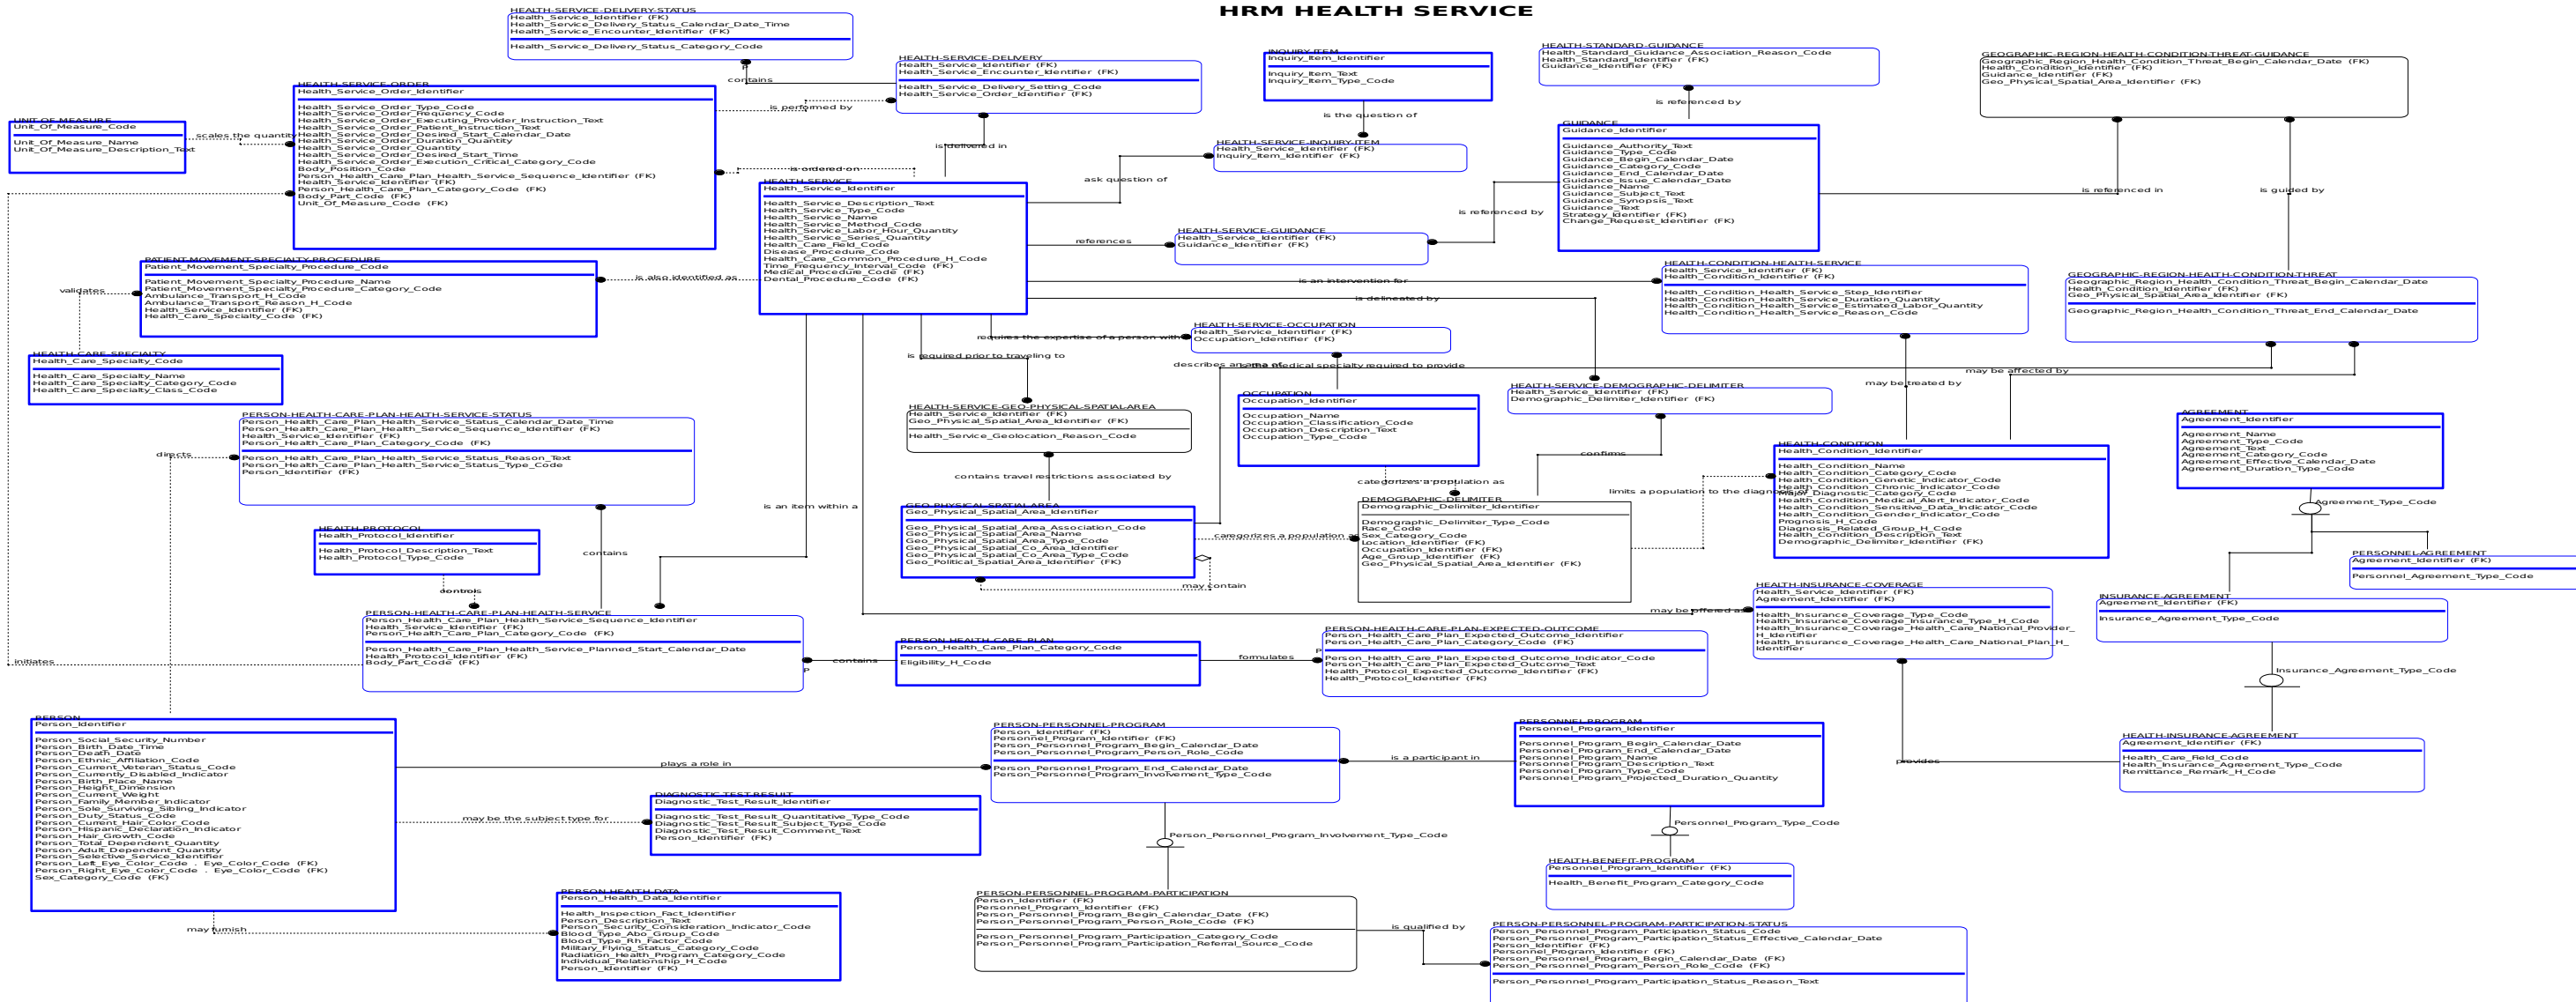 HRM HEALTH SERVICE
HEALTH-SERVICE-DELIVERY-STATUS
Health_Service_Identifier (FK)
Health_Service_Delivery_Status_Calendar_Date_Time
Health_Service_Encounter_Identifier (FK)
Health_Service_Delivery_Status_Category_Code
P
contains
HEALTH-SERVICE-DELIVERY
Health_Service_Identifier (FK)
Health_Service_Encounter_Identifier (FK)
Health_Service_Delivery_Setting_Code
Health_Service_Order_Identifier (FK)
INQUIRY-ITEM
Inquiry_Item_Identifier
Inquiry_Item_Text
Inquiry_Item_Type_Code
HEALTH-STANDARD-GUIDANCE
Health_Standard_Guidance_Association_Reason_Code
Health_Standard_Identifier (FK)
Guidance_Identifier (FK)
GEOGRAPHIC-REGION-HEALTH-CONDITION-THREAT-GUIDANCE
Geographic_Region_Health_Condition_Threat_Begin_Calendar_Date (FK)
Health_Condition_Identifier (FK)
Guidance_Identifier (FK)
Geo_Physical_Spatial_Area_Identifier (FK)
HEALTH-SERVICE-ORDER
Health_Service_Order_Identifier
Health_Service_Order_Type_Code
Health_Service_Order_Frequency_Code
Health_Service_Order_Executing_Provider_Instruction_Text
Health_Service_Order_Patient_Instruction_Text
Health_Service_Order_Desired_Start_Calendar_Date
Health_Service_Order_Duration_Quantity
Health_Service_Order_Quantity
Health_Service_Order_Desired_Start_Time
Health_Service_Order_Execution_Critical_Category_Code
Body_Position_Code
Person_Health_Care_Plan_Health_Service_Sequence_Identifier (FK)
Health_Service_Identifier (FK)
Person_Health_Care_Plan_Category_Code (FK)
Body_Part_Code (FK)
Unit_Of_Measure_Code (FK)
UNIT-OF-MEASURE
Unit_Of_Measure_Code
Unit_Of_Measure_Name
Unit_Of_Measure_Description_Text
scales the quantity
is performed by
is delivered in
is ordered on
is the question of
is referenced by
HEALTH-SERVICE-INQUIRY-ITEM
Health_Service_Identifier (FK)
Inquiry_Item_Identifier (FK)
ask question of
GUIDANCE
Guidance_Identifier
Guidance_Authority_Text
Guidance_Type_Code
Guidance_Begin_Calendar_Date
Guidance_Category_Code
Guidance_End_Calendar_Date
Guidance_Issue_Calendar_Date
Guidance_Name
Guidance_Subject_Text
Guidance_Synopsis_Text
Guidance_Text
Strategy_Identifier (FK)
Change_Request_Identifier (FK)
is referenced in
is guided by
is referenced by
HEALTH-SERVICE
Health_Service_Identifier
Health_Service_Description_Text
Health_Service_Type_Code
Health_Service_Name
Health_Service_Method_Code
Health_Service_Labor_Hour_Quantity
Health_Service_Series_Quantity
Health_Care_Field_Code
Disease_Procedure_Code
Health_Care_Common_Procedure_H_Code
Time_Frequency_Interval_Code (FK)
Medical_Procedure_Code (FK)
Dental_Procedure_Code (FK)
references
HEALTH-SERVICE-GUIDANCE
Health_Service_Identifier (FK)
Guidance_Identifier (FK)
PATIENT-MOVEMENT-SPECIALTY-PROCEDURE
Patient_Movement_Specialty_Procedure_Code
Patient_Movement_Specialty_Procedure_Name
Patient_Movement_Specialty_Procedure_Category_Code
Ambulance_Transport_H_Code
Ambulance_Transport_Reason_H_Code
Health_Service_Identifier (FK)
Health_Care_Specialty_Code (FK)
is also identified as
validates
is an intervention for
is delineated by
HEALTH-CONDITION-HEALTH-SERVICE
Health_Service_Identifier (FK)
Health_Condition_Identifier (FK)
Health_Condition_Health_Service_Step_Identifier
Health_Condition_Health_Service_Duration_Quantity
Health_Condition_Health_Service_Estimated_Labor_Quantity
Health_Condition_Health_Service_Reason_Code
GEOGRAPHIC-REGION-HEALTH-CONDITION-THREAT
Geographic_Region_Health_Condition_Threat_Begin_Calendar_Date
Health_Condition_Identifier (FK)
Geo_Physical_Spatial_Area_Identifier (FK)
Geographic_Region_Health_Condition_Threat_End_Calendar_Date
HEALTH-CARE-SPECIALTY
Health_Care_Specialty_Code
Health_Care_Specialty_Name
Health_Care_Specialty_Category_Code
Health_Care_Specialty_Class_Code
HEALTH-SERVICE-OCCUPATION
Health_Service_Identifier (FK)
Occupation_Identifier (FK)
requires the expertise of a person with
is required prior to traveling to
is the medical specialty required to provide
may be affected by
may be treated by
HEALTH-SERVICE-DEMOGRAPHIC-DELIMITER
Health_Service_Identifier (FK)
Demographic_Delimiter_Identifier (FK)
OCCUPATION
Occupation_Identifier
Occupation_Name
Occupation_Classification_Code
Occupation_Description_Text
Occupation_Type_Code
HEALTH-SERVICE-GEO-PHYSICAL-SPATIAL-AREA
Health_Service_Identifier (FK)
Geo_Physical_Spatial_Area_Identifier (FK)
Health_Service_Geolocation_Reason_Code
AGREEMENT
Agreement_Identifier
Agreement_Name
Agreement_Type_Code
Agreement_Text
Agreement_Category_Code
Agreement_Effective_Calendar_Date
Agreement_Duration_Type_Code
PERSON-HEALTH-CARE-PLAN-HEALTH-SERVICE-STATUS
Person_Health_Care_Plan_Health_Service_Status_Calendar_Date_Time
Person_Health_Care_Plan_Health_Service_Sequence_Identifier (FK)
Health_Service_Identifier (FK)
Person_Health_Care_Plan_Category_Code (FK)
Person_Health_Care_Plan_Health_Service_Status_Reason_Text
Person_Health_Care_Plan_Health_Service_Status_Type_Code
Person_Identifier (FK)
directs
confirms
contains travel restrictions associated by
categorizes a population as
limits a population to the diagnosis of
HEALTH-CONDITION
Health_Condition_Identifier
Health_Condition_Name
Health_Condition_Category_Code
Health_Condition_Genetic_Indicator_Code
Health_Condition_Chronic_Indicator_Code
Major_Diagnostic_Category_Code
Health_Condition_Medical_Alert_Indicator_Code
Health_Condition_Sensitive_Data_Indicator_Code
Health_Condition_Gender_Indicator_Code
Prognosis_H_Code
Diagnosis_Related_Group_H_Code
Health_Condition_Description_Text
Demographic_Delimiter_Identifier (FK)
is an item within a
GEO-PHYSICAL-SPATIAL-AREA
Geo_Physical_Spatial_Area_Identifier
Geo_Physical_Spatial_Area_Association_Code
Geo_Physical_Spatial_Area_Name
Geo_Physical_Spatial_Area_Type_Code
Geo_Physical_Spatial_Co_Area_Identifier
Geo_Physical_Spatial_Co_Area_Type_Code
Geo_Political_Spatial_Area_Identifier (FK)
categorizes a population as
may contain
DEMOGRAPHIC-DELIMITER
Demographic_Delimiter_Identifier
Demographic_Delimiter_Type_Code
Race_Code
Sex_Category_Code
Location_Identifier (FK)
Occupation_Identifier (FK)
Age_Group_Identifier (FK)
Geo_Physical_Spatial_Area_Identifier (FK)
Agreement_Type_Code
HEALTH-PROTOCOL
Health_Protocol_Identifier
Health_Protocol_Description_Text
Health_Protocol_Type_Code
contains
controls
PERSONNEL-AGREEMENT
Agreement_Identifier (FK)
Personnel_Agreement_Type_Code
INSURANCE-AGREEMENT
Agreement_Identifier (FK)
Insurance_Agreement_Type_Code
HEALTH-INSURANCE-COVERAGE
Health_Service_Identifier (FK)
Agreement_Identifier (FK)
Health_Insurance_Coverage_Type_Code
Health_Insurance_Coverage_Insurance_Type_H_Code
Health_Insurance_Coverage_Health_Care_National_Provider_
H_Identifier
Health_Insurance_Coverage_Health_Care_National_Plan_H_
Identifier
may be offered as
PERSON-HEALTH-CARE-PLAN-HEALTH-SERVICE
Person_Health_Care_Plan_Health_Service_Sequence_Identifier
Health_Service_Identifier (FK)
Person_Health_Care_Plan_Category_Code (FK)
Person_Health_Care_Plan_Health_Service_Planned_Start_Calendar_Date
Health_Protocol_Identifier (FK)
Body_Part_Code (FK)
initiates
P
contains
PERSON-HEALTH-CARE-PLAN
Person_Health_Care_Plan_Category_Code
Eligibility_H_Code
formulates
P
PERSON-HEALTH-CARE-PLAN-EXPECTED-OUTCOME
Person_Health_Care_Plan_Expected_Outcome_Identifier
Person_Health_Care_Plan_Category_Code (FK)
Person_Health_Care_Plan_Expected_Outcome_Indicator_Code
Person_Health_Care_Plan_Expected_Outcome_Text
Health_Protocol_Expected_Outcome_Identifier (FK)
Health_Protocol_Identifier (FK)
Insurance_Agreement_Type_Code
PERSON
Person_Identifier
Person_Social_Security_Number
Person_Birth_Date_Time
Person_Death_Date
Person_Ethnic_Affiliation_Code
Person_Current_Veteran_Status_Code
Person_Currently_Disabled_Indicator
Person_Birth_Place_Name
Person_Height_Dimension
Person_Current_Weight
Person_Family_Member_Indicator
Person_Sole_Surviving_Sibling_Indicator
Person_Duty_Status_Code
Person_Current_Hair_Color_Code
Person_Hispanic_Declaration_Indicator
Person_Hair_Growth_Code
Person_Total_Dependent_Quantity
Person_Adult_Dependent_Quantity
Person_Selective_Service_Identifier
Person_Left_Eye_Color_Code . Eye_Color_Code (FK)
Person_Right_Eye_Color_Code . Eye_Color_Code (FK)
Sex_Category_Code (FK)
plays a role in
may be the subject type for
may furnish
PERSON-PERSONNEL-PROGRAM
Person_Identifier (FK)
Personnel_Program_Identifier (FK)
Person_Personnel_Program_Begin_Calendar_Date
Person_Personnel_Program_Person_Role_Code
Person_Personnel_Program_End_Calendar_Date
Person_Personnel_Program_Involvement_Type_Code
is a participant in
PERSONNEL-PROGRAM
Personnel_Program_Identifier
Personnel_Program_Begin_Calendar_Date
Personnel_Program_End_Calendar_Date
Personnel_Program_Name
Personnel_Program_Description_Text
Personnel_Program_Type_Code
Personnel_Program_Projected_Duration_Quantity
provides
HEALTH-INSURANCE-AGREEMENT
Agreement_Identifier (FK)
Health_Care_Field_Code
Health_Insurance_Agreement_Type_Code
Remittance_Remark_H_Code
DIAGNOSTIC-TEST-RESULT
Diagnostic_Test_Result_Identifier
Diagnostic_Test_Result_Quantitative_Type_Code
Diagnostic_Test_Result_Subject_Type_Code
Diagnostic_Test_Result_Comment_Text
Person_Identifier (FK)
Person_Personnel_Program_Involvement_Type_Code
Personnel_Program_Type_Code
HEALTH-BENEFIT-PROGRAM
Personnel_Program_Identifier (FK)
Health_Benefit_Program_Category_Code
PERSON-HEALTH-DATA
Person_Health_Data_Identifier
Health_Inspection_Fact_Identifier
Person_Description_Text
Person_Security_Consideration_Indicator_Code
Blood_Type_Abo_Group_Code
Blood_Type_Rh_Factor_Code
Military_Flying_Status_Category_Code
Radiation_Health_Program_Category_Code
Individual_Relationship_H_Code
Person_Identifier (FK)
PERSON-PERSONNEL-PROGRAM-PARTICIPATION
Person_Identifier (FK)
Personnel_Program_Identifier (FK)
Person_Personnel_Program_Begin_Calendar_Date (FK)
Person_Personnel_Program_Person_Role_Code (FK)
Person_Personnel_Program_Participation_Category_Code
Person_Personnel_Program_Participation_Referral_Source_Code
is qualified by
PERSON-PERSONNEL-PROGRAM-PARTICIPATION-STATUS
Person_Personnel_Program_Participation_Status_Code
Person_Personnel_Program_Participation_Status_Effective_Calendar_Date
Person_Identifier (FK)
Personnel_Program_Identifier (FK)
Person_Personnel_Program_Begin_Calendar_Date (FK)
Person_Personnel_Program_Person_Role_Code (FK)
Person_Personnel_Program_Participation_Status_Reason_Text